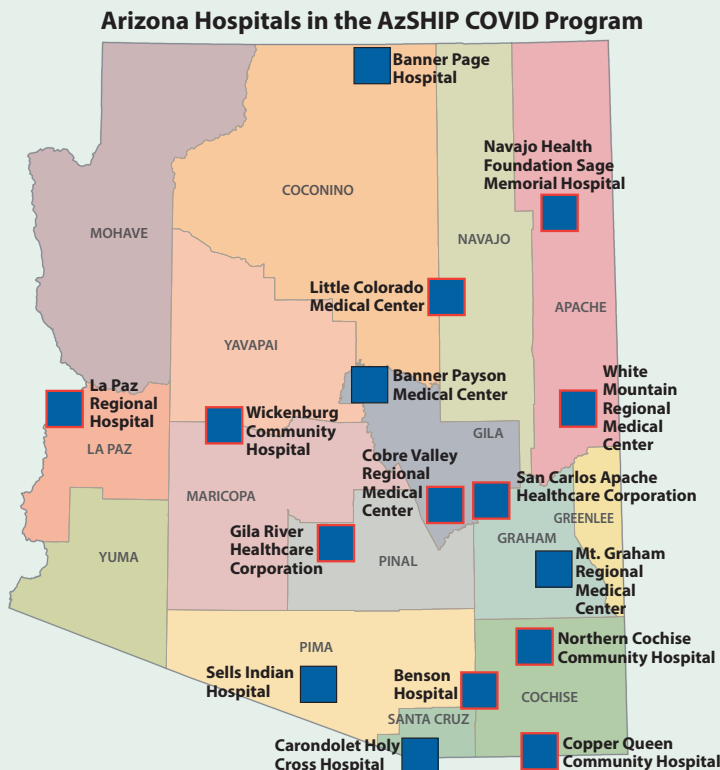 Arizona Hospitals in the AzSHIP COVID Program
Banner Page
Hospital
Navajo Health
Foundation Sage
Memorial Hospital
COCONINO
MOHAVE
NAVAJO
Little Colorado
Medical Center
APACHE
YAVAPAI
Banner Payson
Medical Center
White
Mountain
Regional
Medical
Center
La Paz
Regional
Hospital
Wickenburg
Community
Hospital
LA PAZ
GILA
Cobre Valley
Regional
Medical
Center
San Carlos Apache
Healthcare Corporation
MARICOPA
GREENLEE
Gila River
Healthcare
Corporation
GRAHAM
YUMA
PINAL
Mt. Graham
Regional
Medical
Center
PIMA
Northern Cochise
Community Hospital
Sells Indian
Hospital
Benson
Hospital
COCHISE
SANTA CRUZ
Carondolet Holy
Cross Hospital
Copper Queen
Community Hospital